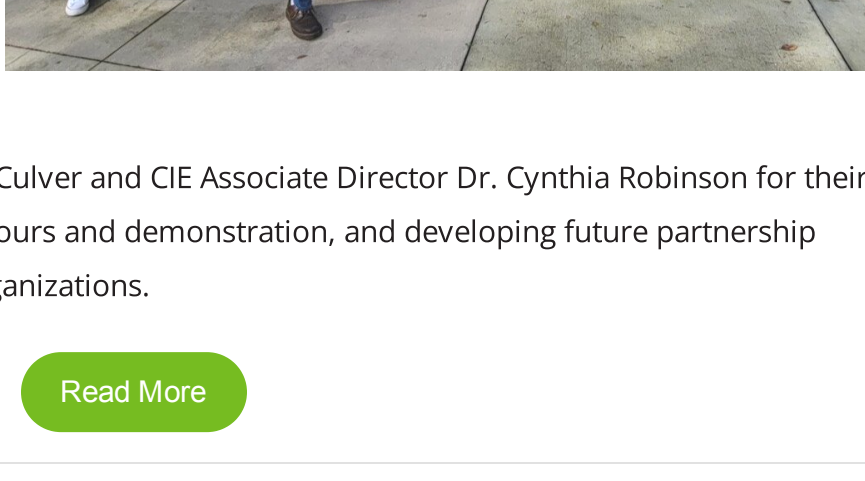 Culver and CIE Associate Director Dr. Cynthia Robinson for their
ours and demonstration, and developing future partnership
ganizations.
Read More